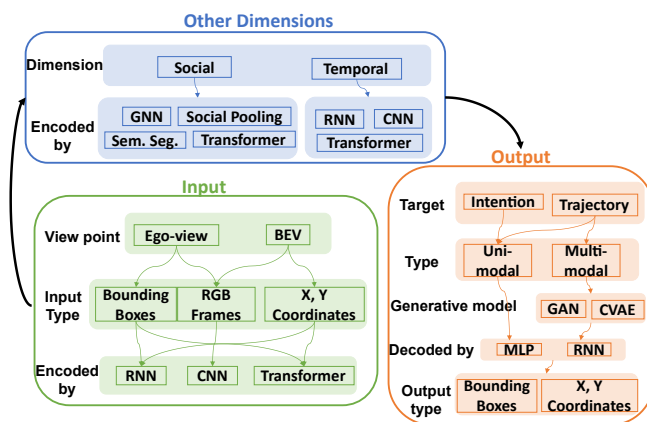 Other Dimensions
Dimension
Social
Temporal
Encoded
by
GNN
Social Pooling
Sem. Seg.
Transformer
RNN
CNN
Transformer
Input
View point
Ego-view
BEV
Input
Type
Bounding
Boxes
RGB
Frames
X, Y
Coordinates
Encoded
by
RNN
CNN
Transformer
Output
Target
Intention
Trajectory
Type
Uni-
modal
Multi-
modal
Generative model
GAN
CVAE
Decoded by
MLP
RNN
Output
type
Bounding
Boxes
X, Y
Coordinates